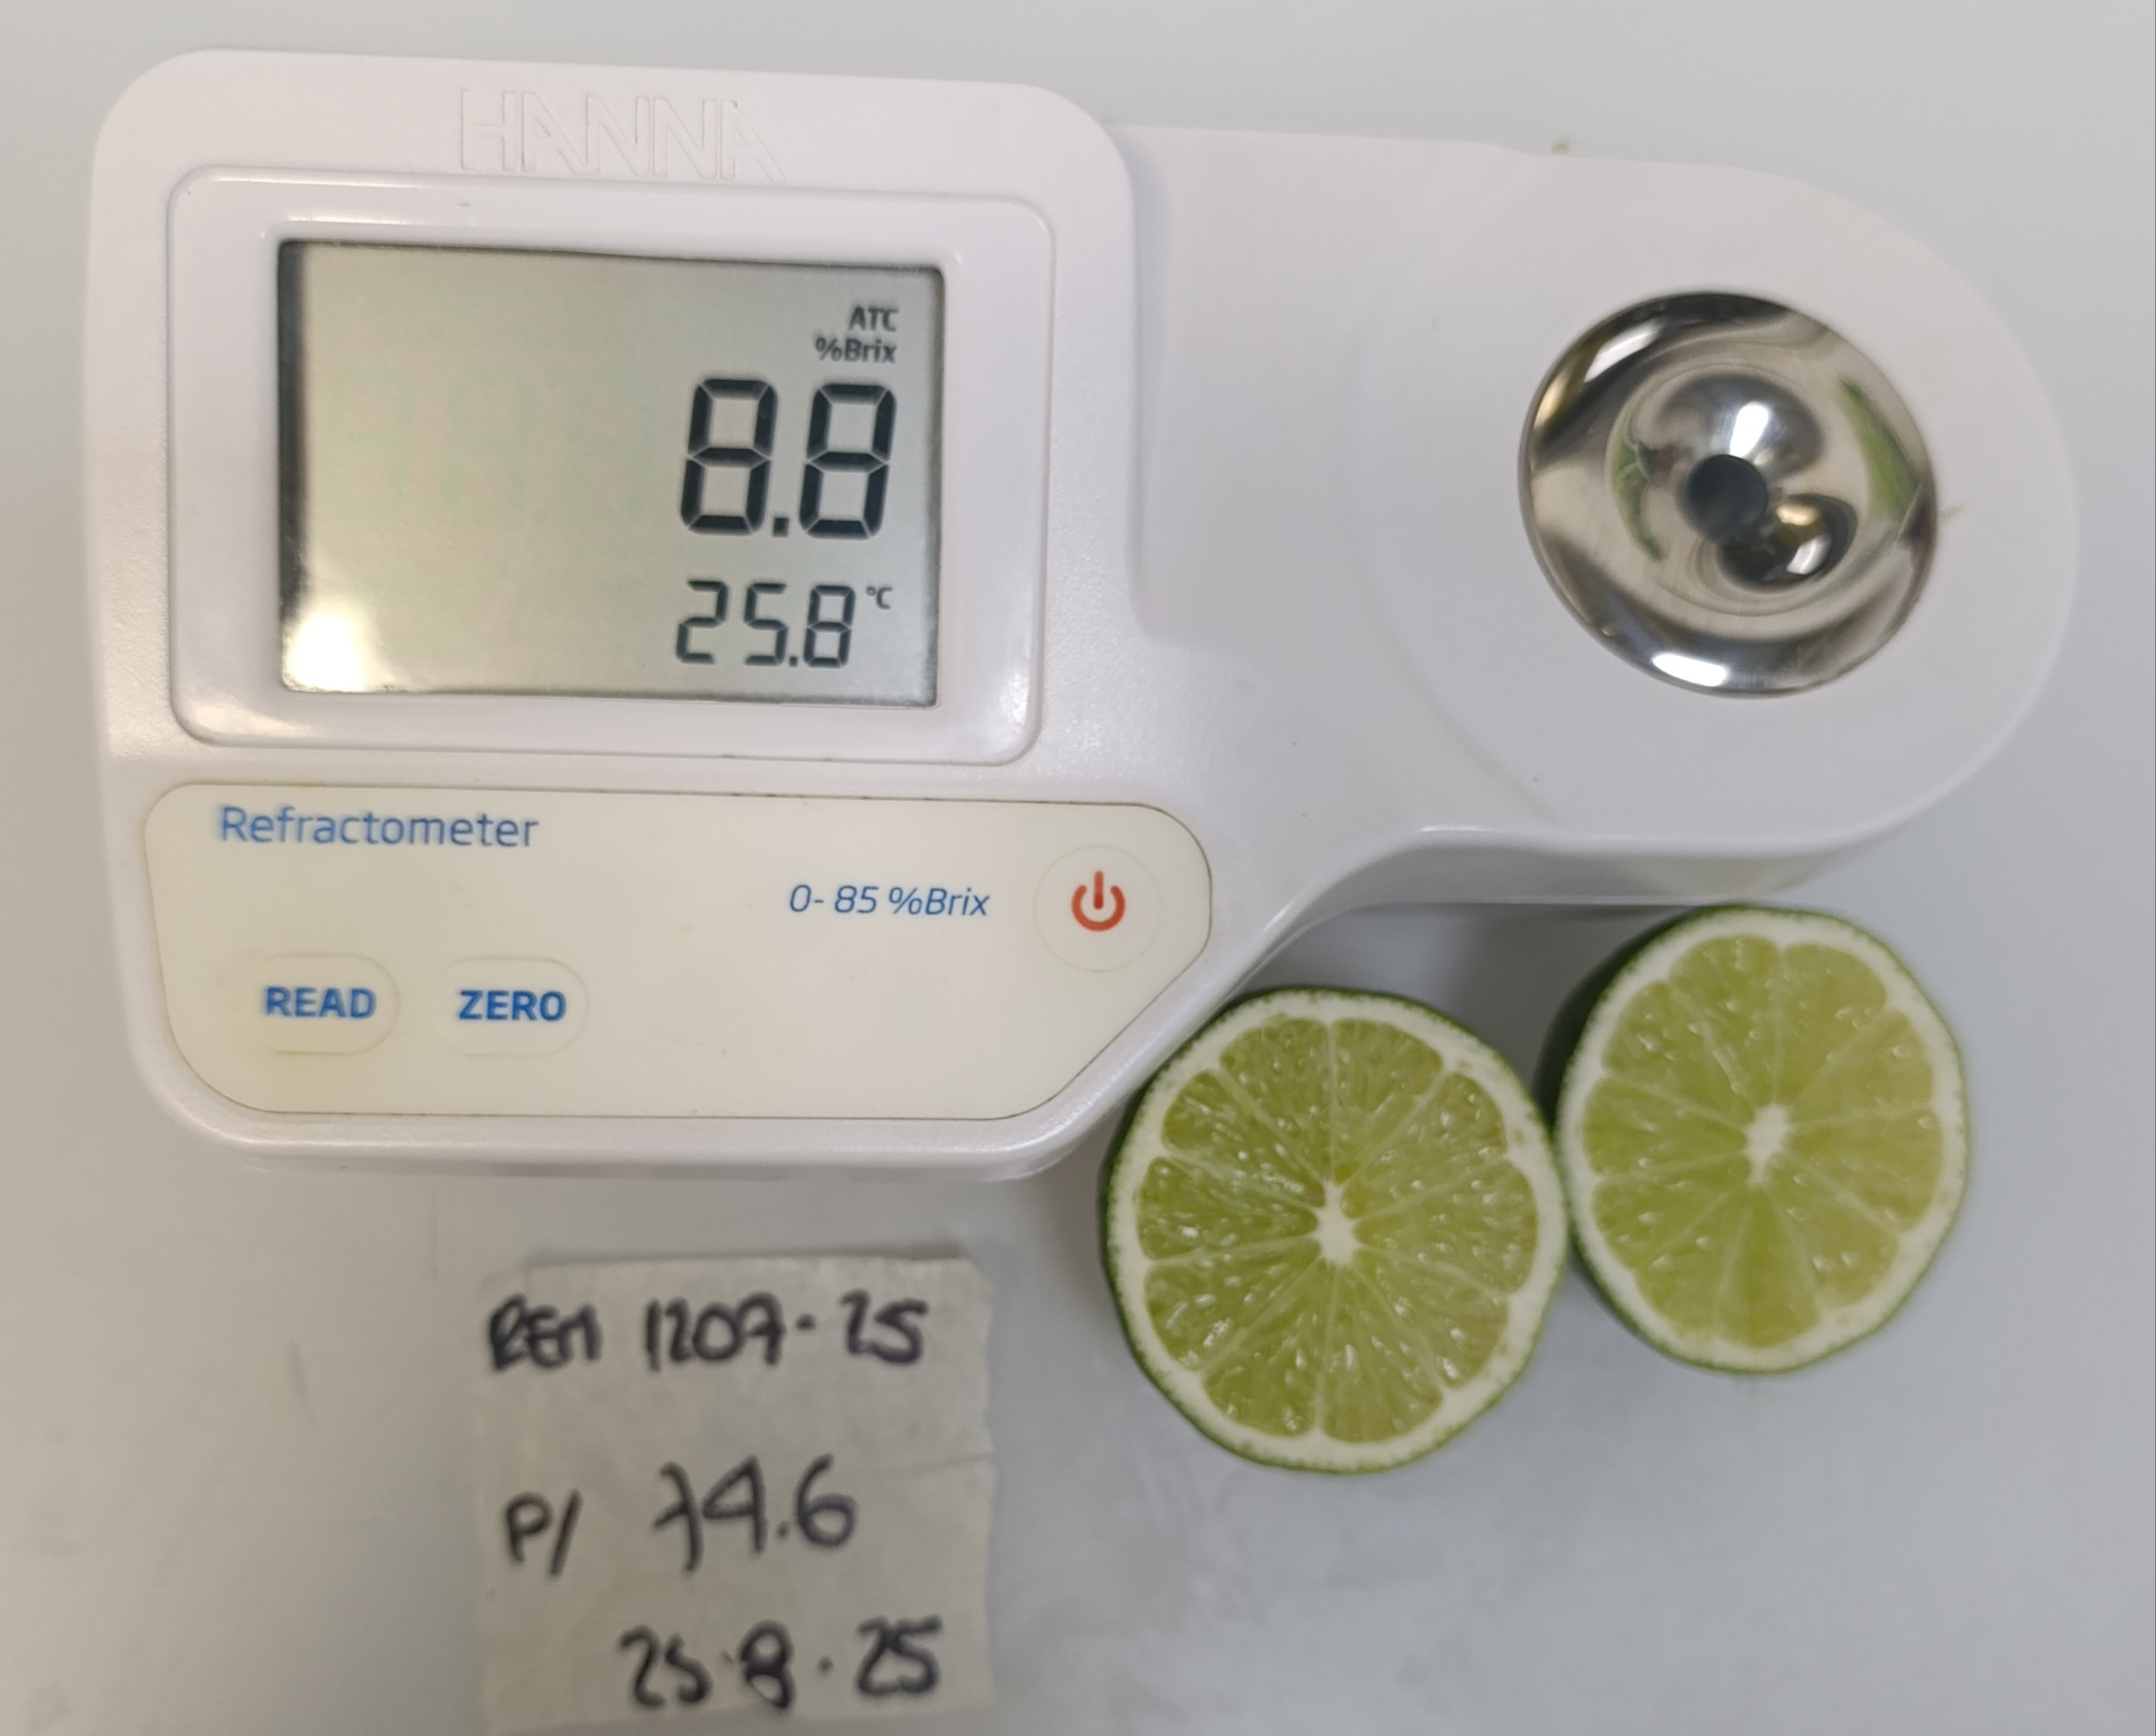 HANNA
ATC
%Brix
8.8
25.8 °C
Refractometer
0-85 %Brix
READ ZERO
REM 1207-25
P/ 74.6
25.8.25